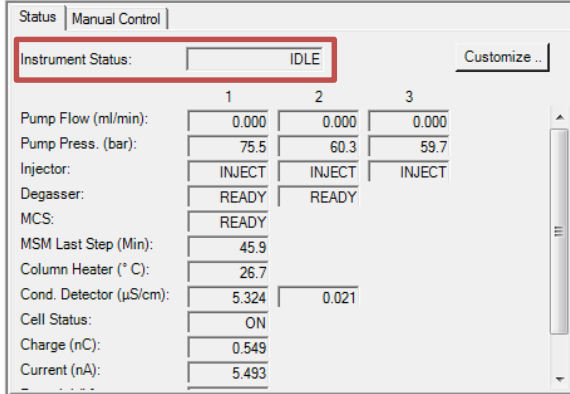 Status Manual Control
Instrument Status: IDLE Customize ..
1 2 3
Pump Flow (ml/min): 0.000 0.000 0.000
Pump Press. (bar): 75.5 60.3 59.7
Injector: INJECT INJECT INJECT
Degasser: READY READY
MCS: READY
MSM Last Step (Min): 45.9
Column Heater (° C): 26.7
Cond. Detector (µS/cm): 5.324 0.021
Cell Status: ON
Charge (nC): 0.549
Current (nA): 5.493